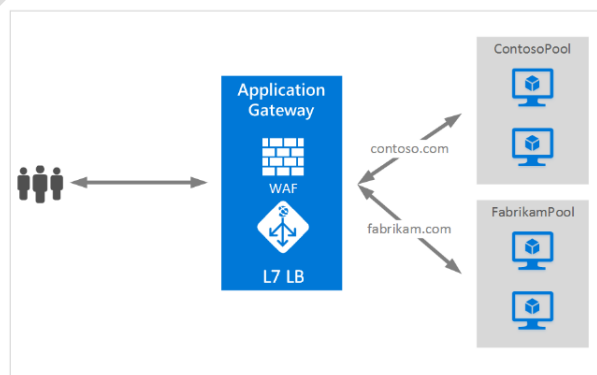 Application
Gateway
WAF
L7 LB
contoso.com
fabrikam.com
ContosoPool
FabrikamPool